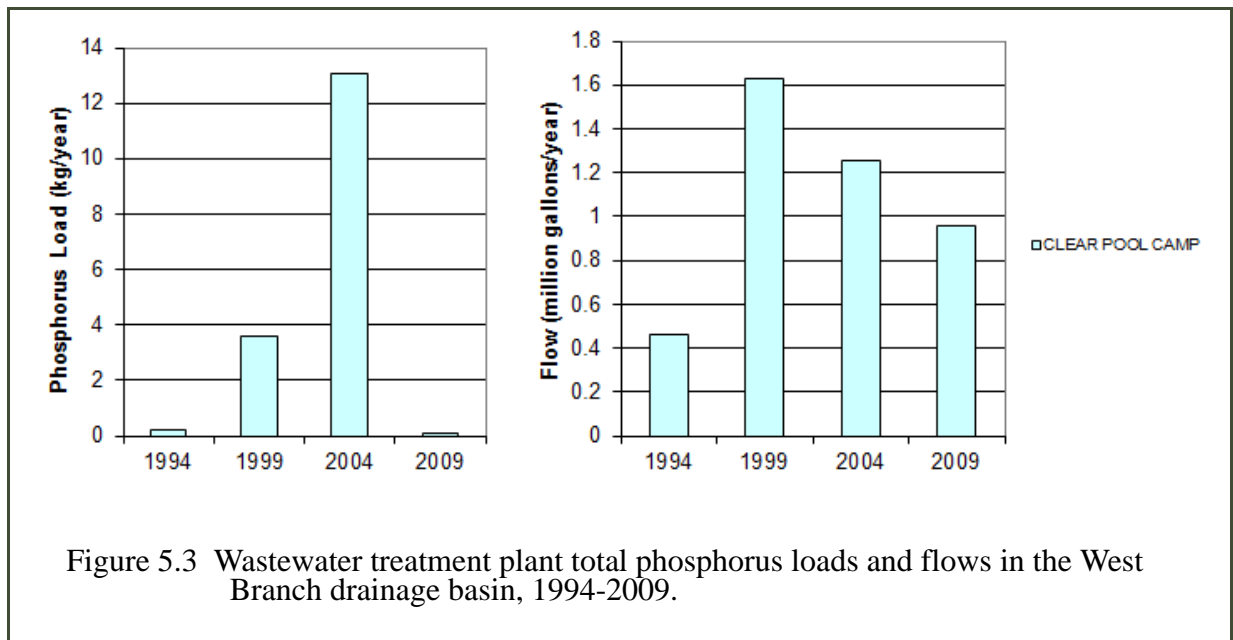 14
12
10
8
6
4
2
0
Phosphorus Load (kg/year)
1994 1999 2004 2009
1.8
1.6
1.4
1.2
1
0.8
0.6
0.4
0.2
0
Flow (million gallons/year)
1994 1999 2004 2009
CLEAR POOL CAMP
Figure 5.3 Wastewater treatment plant total phosphorus loads and flows in the West
Branch drainage basin, 1994-2009.